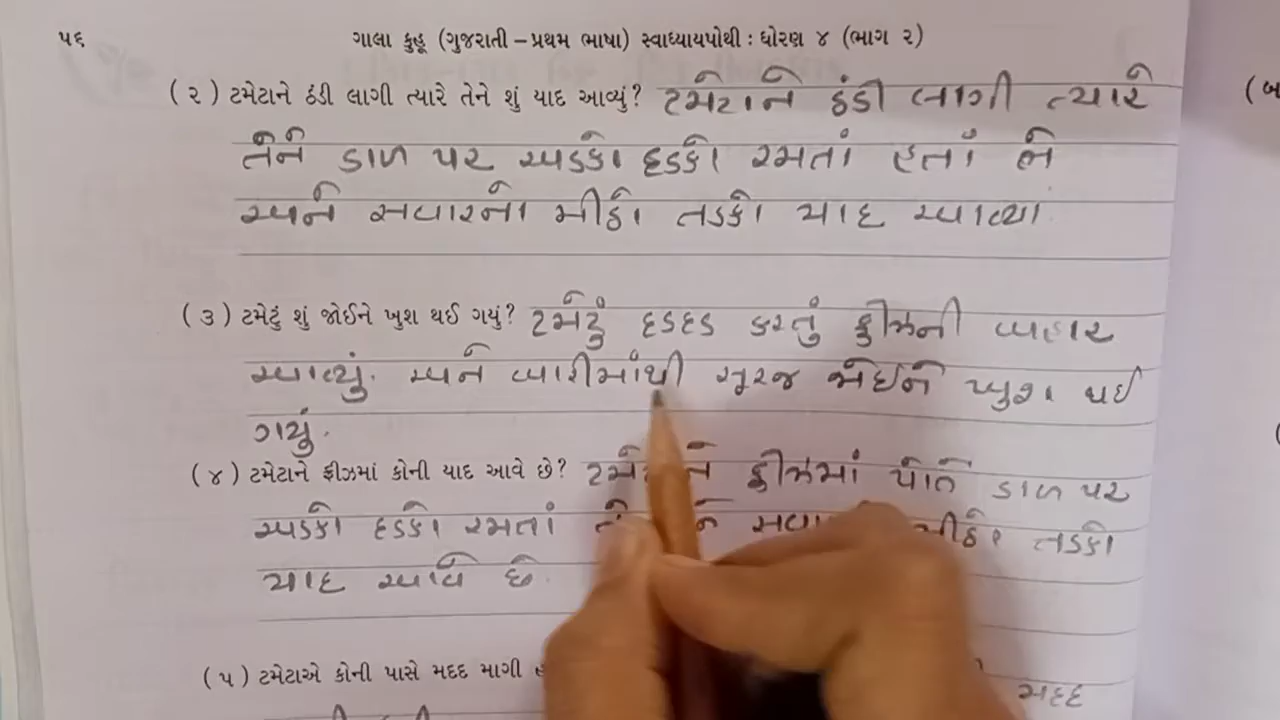 ૫૬ ગાલા કુહૂ (ગુજરાતી – પ્રથમ ભાષા) સ્વાધ્યાયપોથી : ધોરણ ૪ (ભાગ ૨)
(૨) ટમેટાને ઠંડી લાગી ત્યારે તેને શું યાદ આવ્યું? ટમેટાને ઠંડી લાગી ત્યારે
તેને ડાળ પર અડકો દડકો રમતાં હતાં તે
અને સવારનો મીઠો તડકો યાદ આવ્યા
(૩) ટમેટું શું જોઈને ખુશ થઈ ગયું? ટમેટું દડદડ કરતું ફ્રીઝની બહાર
આવ્યું. અને બારીમાંથી સૂરજ જોઈને ખુશ થઈ
ગયું.
(૪) ટમેટાને ફ્રીઝમાં કોની યાદ આવે છે? ફ્રીઝમાં પોતે ડાળ પર
અડકો દડકો રમતાં મીઠો તડકો
યાદ આવે છે.
(૫) ટમેટાએ કોની પાસે મદદ માગી મદદ